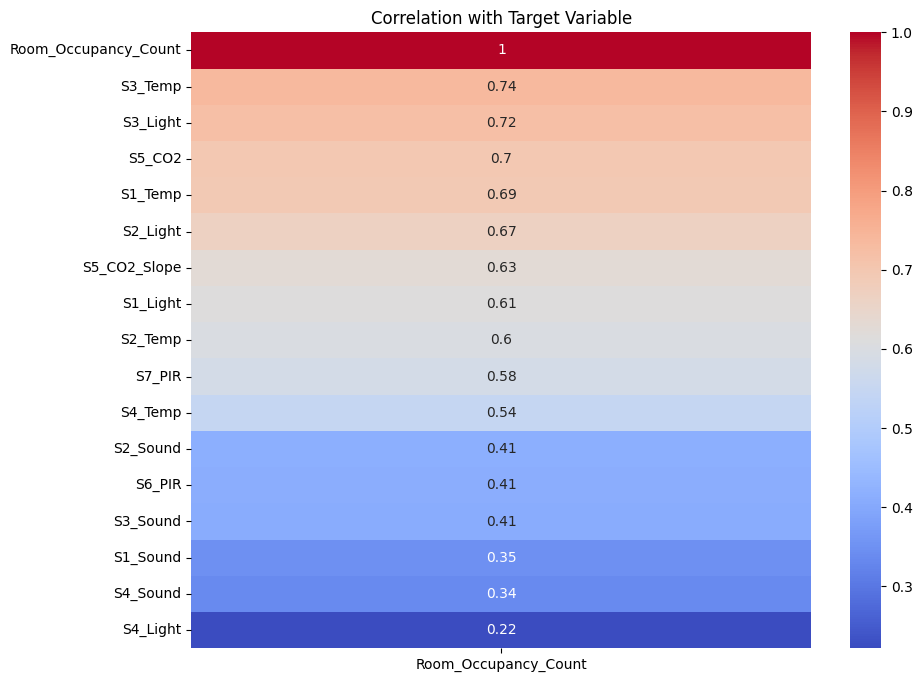 Correlation with Target Variable
Room_Occupancy_Count 1
S3_Temp 0.74
S3_Light 0.72
S5_CO2 0.7
S1_Temp 0.69
S2_Light 0.67
S5_CO2_Slope 0.63
S1_Light 0.61
S2_Temp 0.6
S7_PIR 0.58
S4_Temp 0.54
S2_Sound 0.41
S6_PIR 0.41
S3_Sound 0.41
S1_Sound 0.35
S4_Sound 0.34
S4_Light 0.22
Room_Occupancy_Count
1.0
0.9
0.8
0.7
0.6
0.5
0.4
0.3